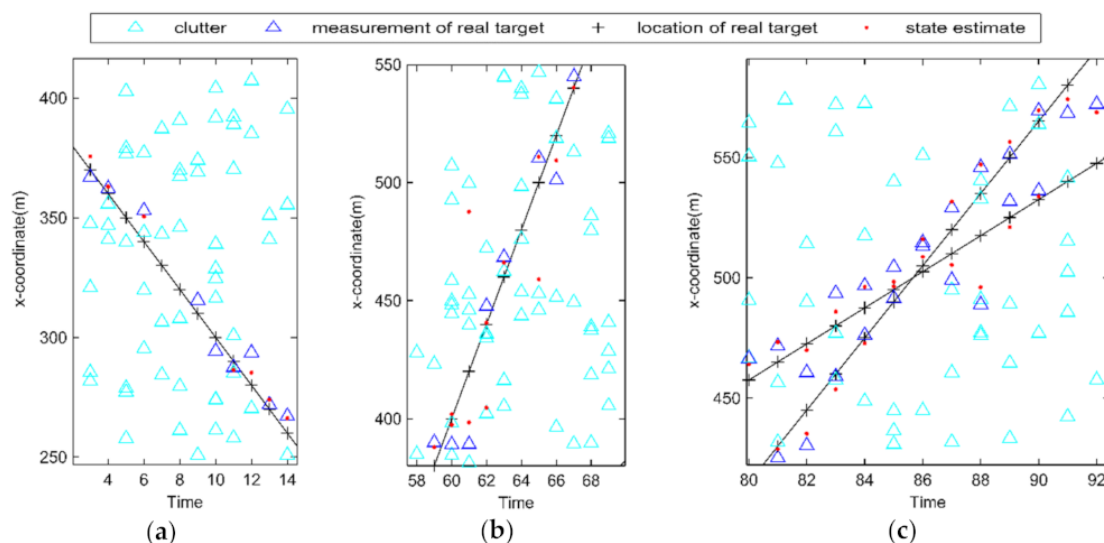 clutter measurement of real target location of real target state estimate
400
350
300
250
x-coordinate(m)
4 6 8 10 12 14
Time
(a)
550
500
450
400
x-coordinate(m)
58 60 62 64 66 68
Time
(b)
550
500
450
x-coordinate(m)
80 82 84 86 88 90 92
Time
(c)